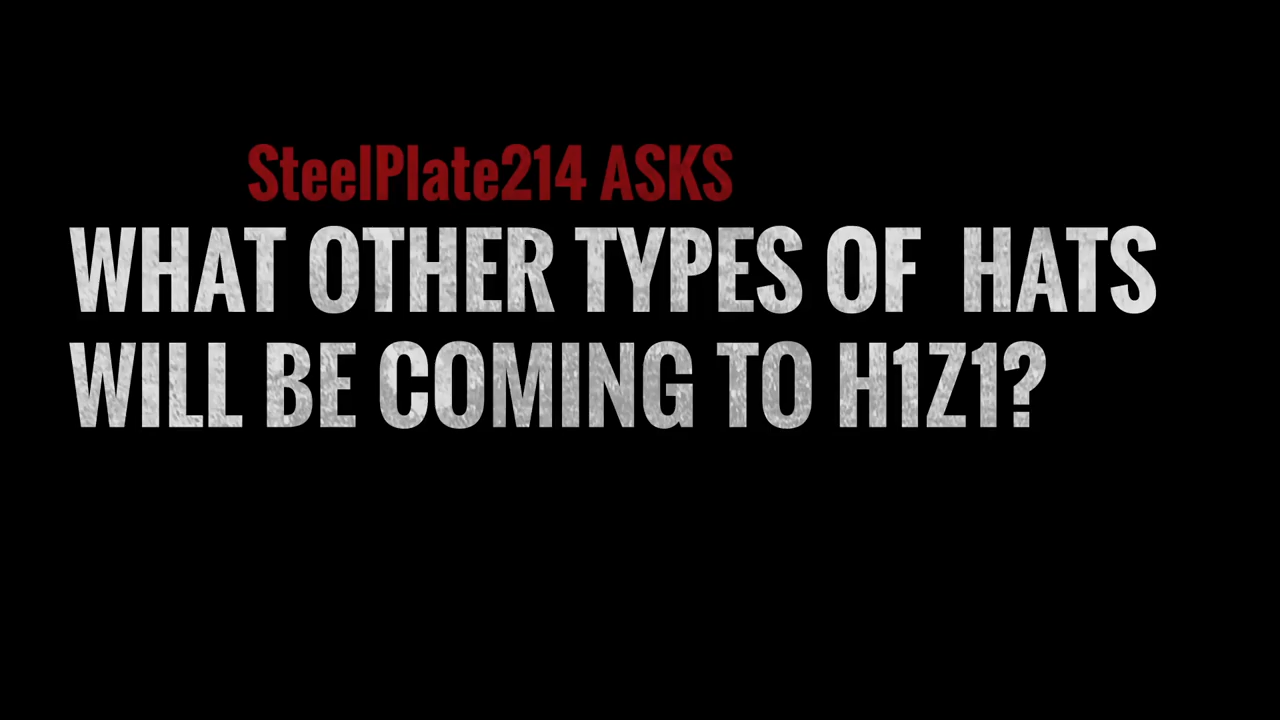 SteelPlate214 ASKS
WHAT OTHER TYPES OF HATS
WILL BE COMING TO H1Z1?